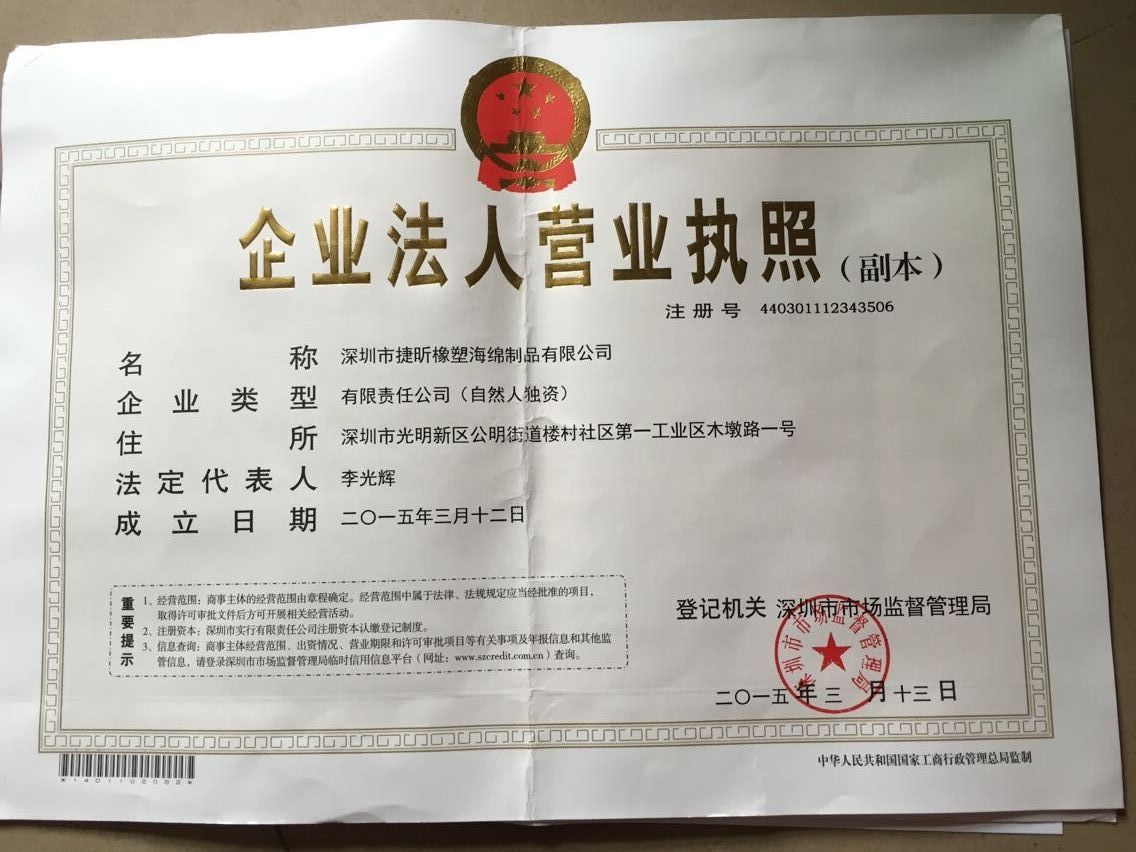 企业法人营业执照（副本）
注册号 440301112343506
名称 深圳市捷昕橡塑海绵制品有限公司
企业类型 有限责任公司（自然人独资）
住所 深圳市光明新区公明街道楼村社区第一工业区木墩路一号
法定代表人 李光辉
成立日期 二〇一五年三月十二日
重要提示
1、经营范围：商事主体的经营范围由章程确定。经营范围中属于法律、法规规定应当经批准的项目，
取得许可审批文件后方可开展相关经营活动。
2、注册资本：深圳市实行有限责任公司注册资本认缴登记制度。
3、信息查询：商事主体经营范围、出资情况、营业期限和许可审批项目等有关事项及年报信息和其他监
管信息，请登录深圳市市场监督管理局临时信用信息平台（网址：www.szcredit.com.cn）查询。
登记机关 深圳市市场监督管理局
深圳市市场监督管理局
二〇一五年三月十三日
*1401102082*
中华人民共和国国家工商行政管理总局监制